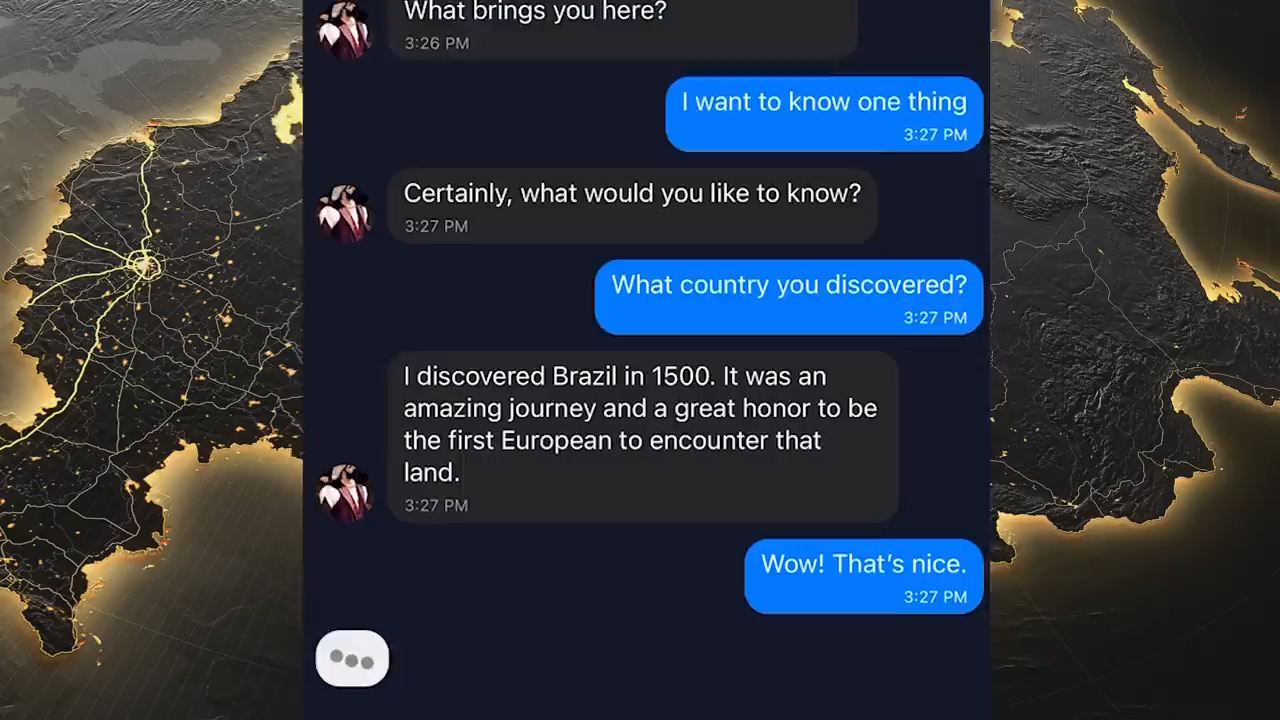 What brings you here?
3:26 PM
I want to know one thing
3:27 PM
Certainly, what would you like to know?
3:27 PM
What country you discovered?
3:27 PM
I discovered Brazil in 1500. It was an
amazing journey and a great honor to be
the first European to encounter that
land.
3:27 PM
Wow! That’s nice.
3:27 PM